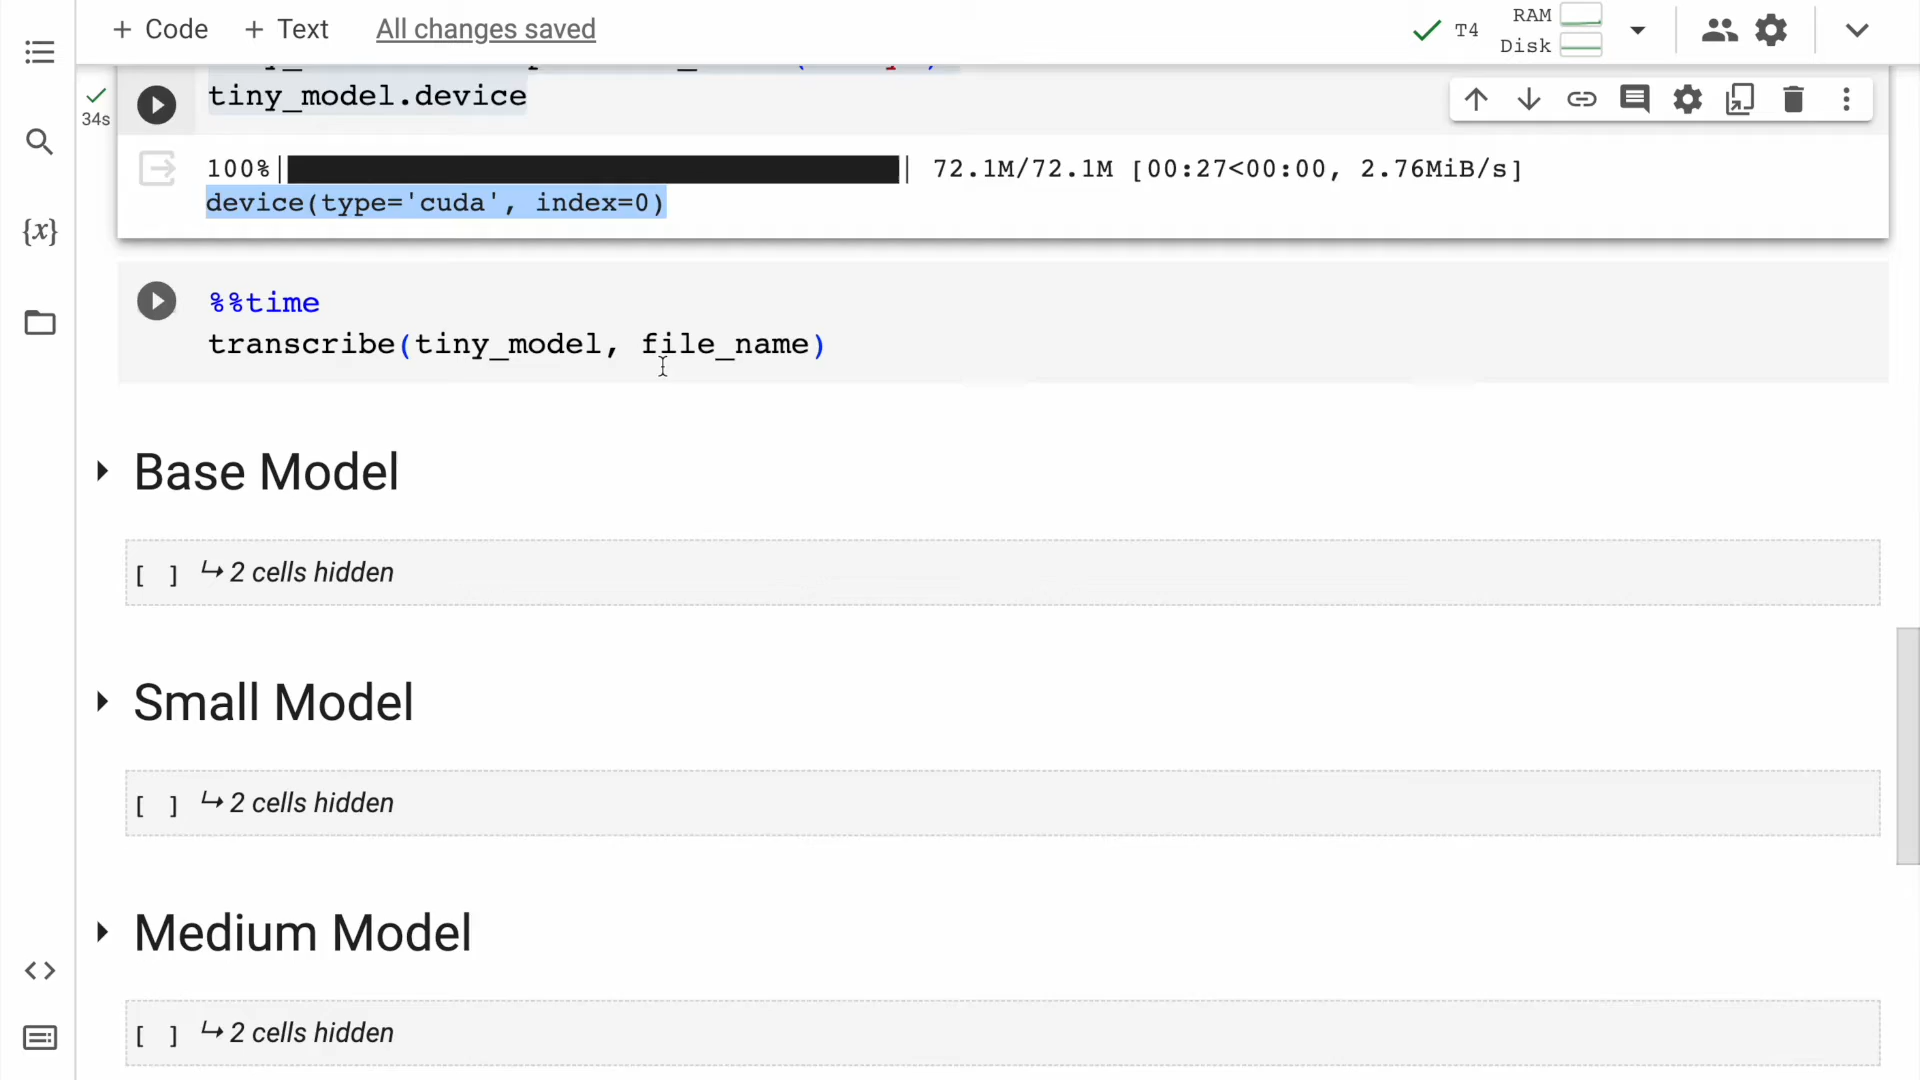 + Code + Text All changes saved
T4 RAM
Disk
tiny_model.device
34s
100%| | 72.1M/72.1M [00:27<00:00, 2.76MiB/s]
device(type='cuda', index=0)
{x}
%%time
transcribe(tiny_model, file_name)
Base Model
[ ] ↳ 2 cells hidden
Small Model
[ ] ↳ 2 cells hidden
Medium Model
[ ] ↳ 2 cells hidden